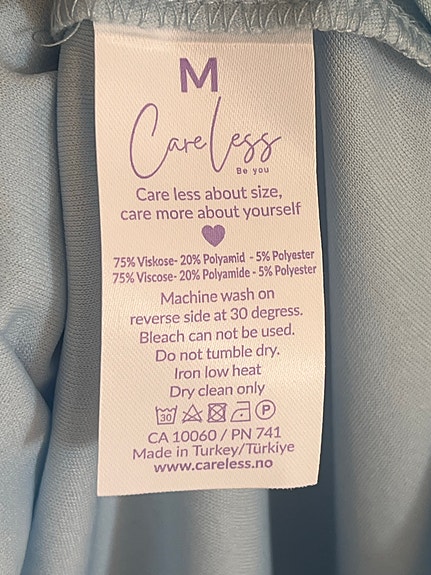 M
CareLess
Be you
Care less about size,
care more about yourself
75% Viskose- 20% Polyamid - 5% Polyester
75% Viscose- 20% Polyamide - 5% Polyester
Machine wash on
reverse side at 30 degress.
Bleach can not be used.
Do not tumble dry.
Iron low heat
Dry clean only
30 P
CA 10060 / PN 741
Made in Turkey/Türkiye
www.careless.no